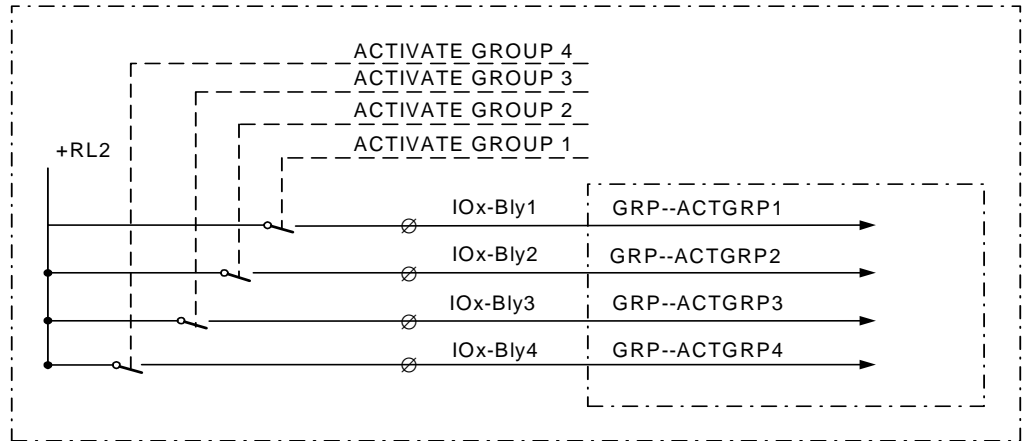 ACTIVATE GROUP 4
ACTIVATE GROUP 3
ACTIVATE GROUP 2
ACTIVATE GROUP 1
+RL2
IOx-Bly1 GRP--ACTGRP1
IOx-Bly2 GRP--ACTGRP2
IOx-Bly3 GRP--ACTGRP3
IOx-Bly4 GRP--ACTGRP4